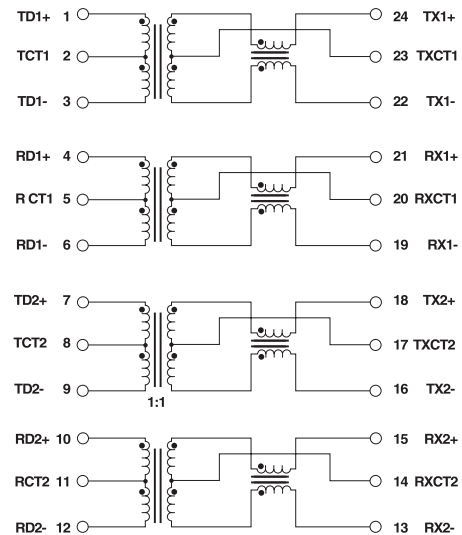 TD1+ 1 24 TX1+
TCT1 2 23 TXCT1
TD1- 3 22 TX1-
RD1+ 4 21 RX1+
R CT1 5 20 RXCT1
RD1- 6 19 RX1-
TD2+ 7 18 TX2+
TCT2 8 17 TXCT2
TD2- 9 16 TX2-
1:1
RD2+ 10 15 RX2+
RCT2 11 14 RXCT2
RD2- 12 13 RX2-